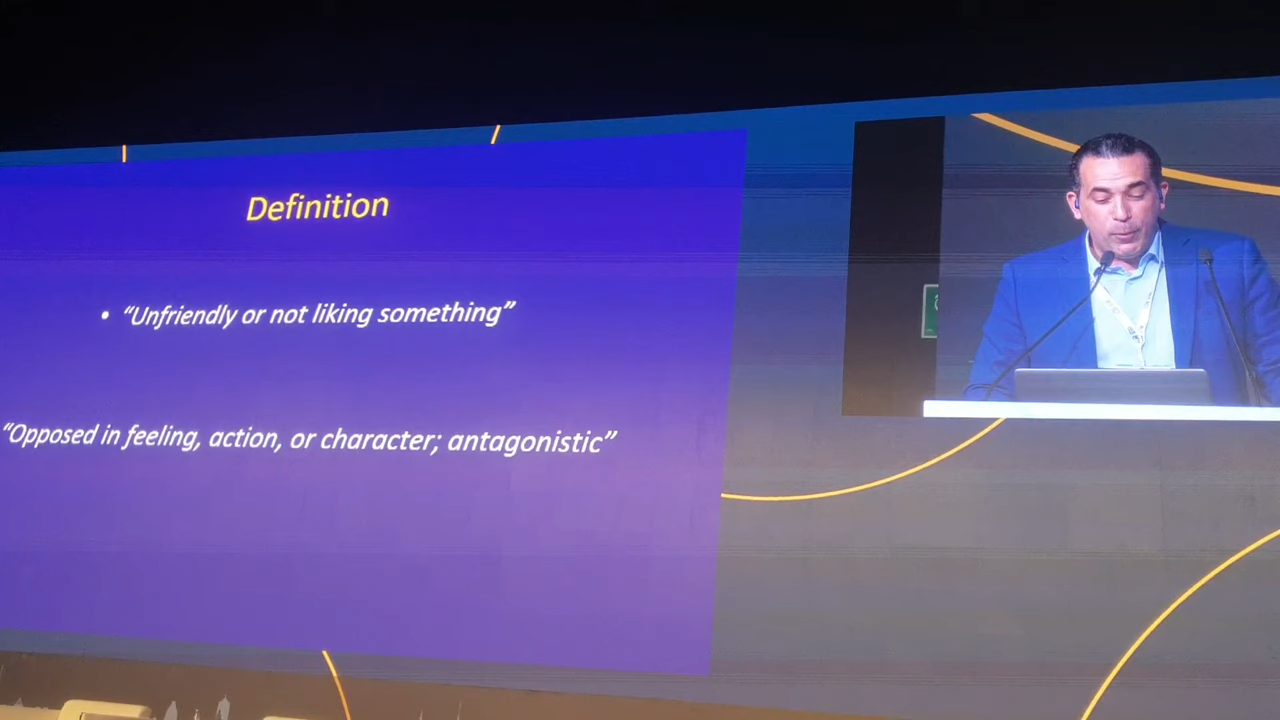 Definition
• “Unfriendly or not liking something”
“Opposed in feeling, action, or character; antagonistic”